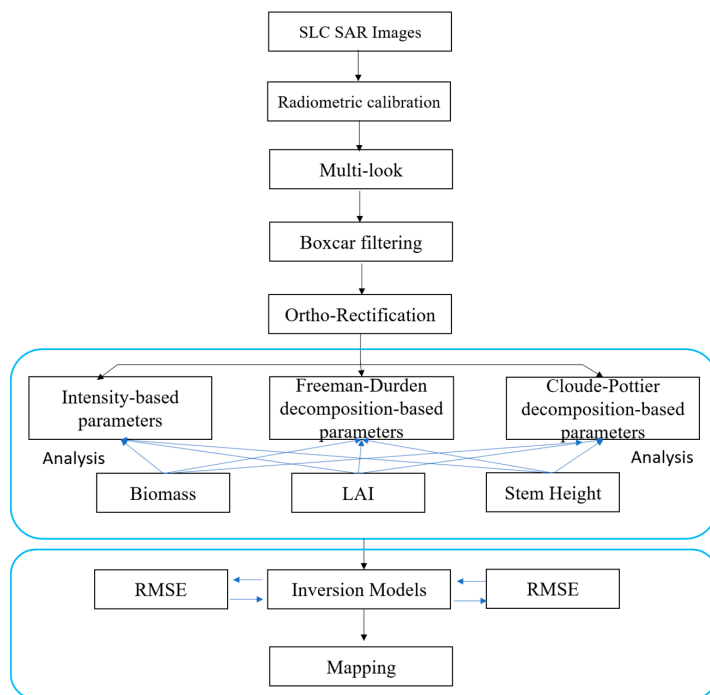 SLC SAR Images
Radiometric calibration
Multi-look
Boxcar filtering
Ortho-Rectification
Intensity-based
parameters
Freeman-Durden
decomposition-based
parameters
Cloude-Pottier
decomposition-based
parameters
Analysis
Analysis
Biomass
LAI
Stem Height
RMSE
Inversion Models
RMSE
Mapping